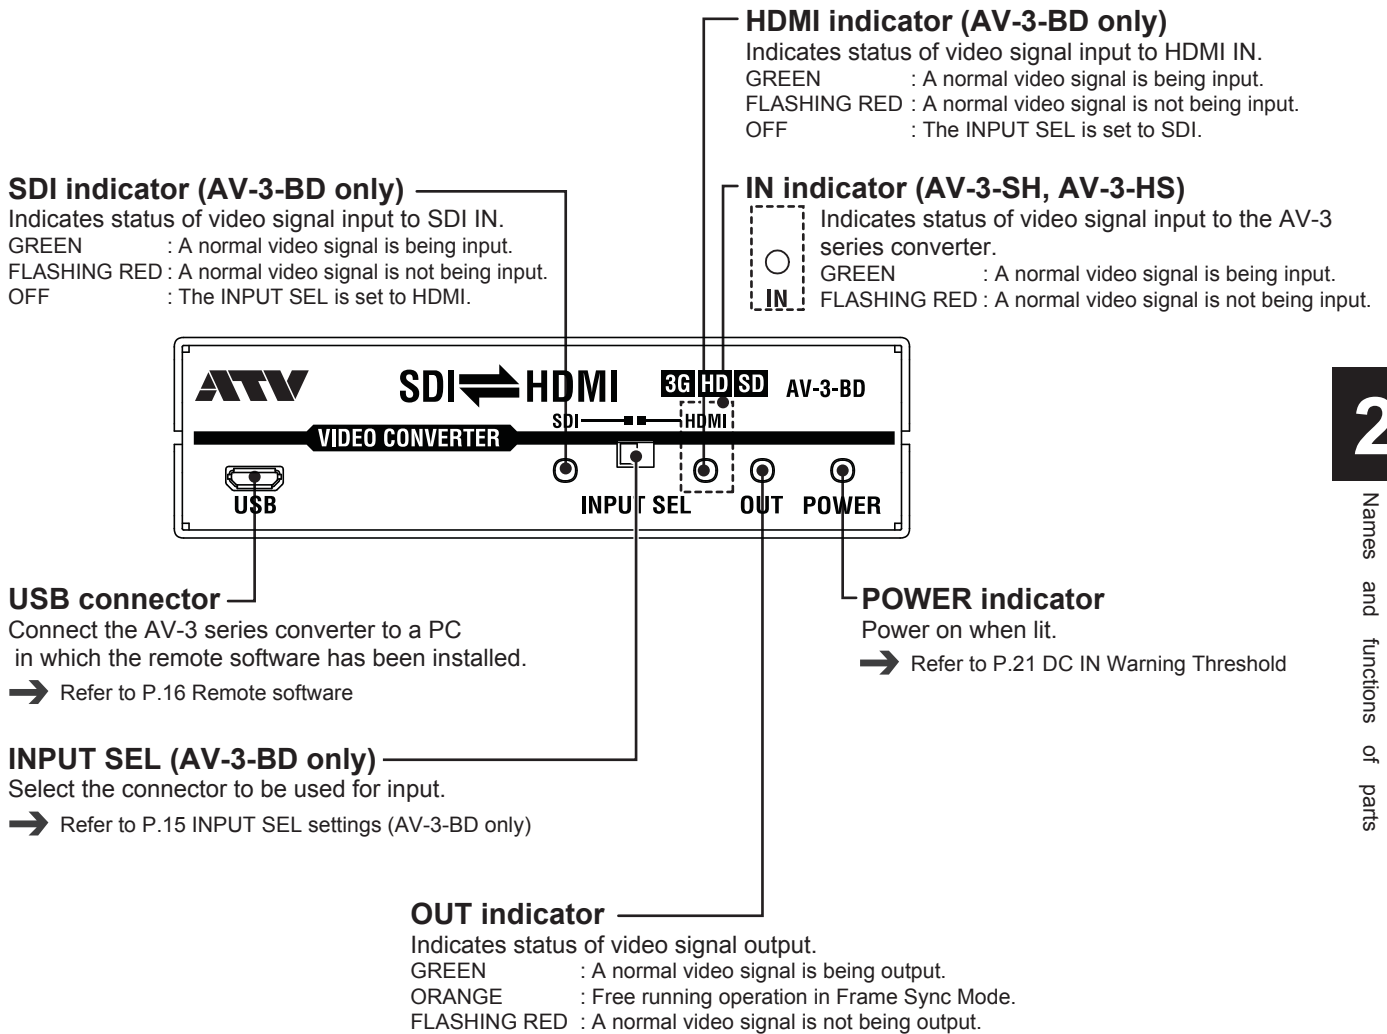 HDMI indicator (AV-3-BD only)
Indicates status of video signal input to HDMI IN.
GREEN : A normal video signal is being input.
FLASHING RED : A normal video signal is not being input.
OFF : The INPUT SEL is set to SDI.
SDI indicator (AV-3-BD only)
Indicates status of video signal input to SDI IN.
GREEN : A normal video signal is being input.
FLASHING RED : A normal video signal is not being input.
OFF : The INPUT SEL is set to HDMI.
IN indicator (AV-3-SH, AV-3-HS)
Indicates status of video signal input to the AV-3
series converter.
GREEN : A normal video signal is being input.
FLASHING RED : A normal video signal is not being input.
IN
ATV SDI HDMI 3G HD SD AV-3-BD
SDI HDMI
VIDEO CONVERTER
USB INPUT SEL OUT POWER
USB connector
Connect the AV-3 series converter to a PC
in which the remote software has been installed.
Refer to P.16 Remote software
POWER indicator
Power on when lit.
Refer to P.21 DC IN Warning Threshold
INPUT SEL (AV-3-BD only)
Select the connector to be used for input.
Refer to P.15 INPUT SEL settings (AV-3-BD only)
OUT indicator
Indicates status of video signal output.
GREEN : A normal video signal is being output.
ORANGE : Free running operation in Frame Sync Mode.
FLASHING RED : A normal video signal is not being output.
2
Names and functions of parts